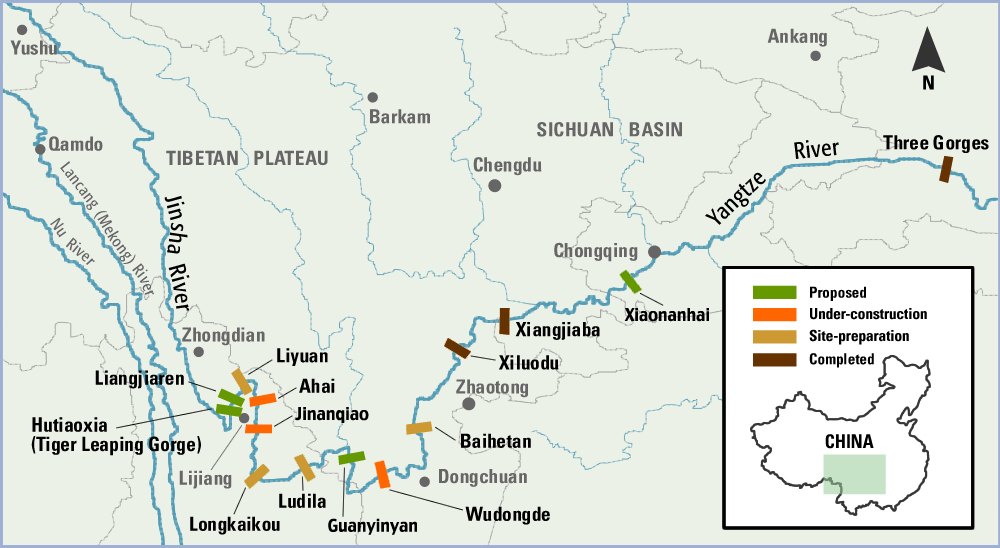 Yushu
Ankang
N
Barkam
SICHUAN BASIN
Qamdo
TIBETAN PLATEAU
Chengdu
River
Three Gorges
Lancang (Mekong) River
Jinsha River
Yangtze
Nu River
Chongqing
Xiaonanhai
Proposed
Under-construction
Site-preparation
Completed
Xiangjiaba
Zhongdian
Liyuan
Xiluodu
Liangjiaren
Ahai
Zhaotong
Jinanqiao
Hutiaoxia
(Tiger Leaping Gorge)
Baihetan
CHINA
Lijiang
Dongchuan
Ludila
Longkaikou
Guanyinyan
Wudongde